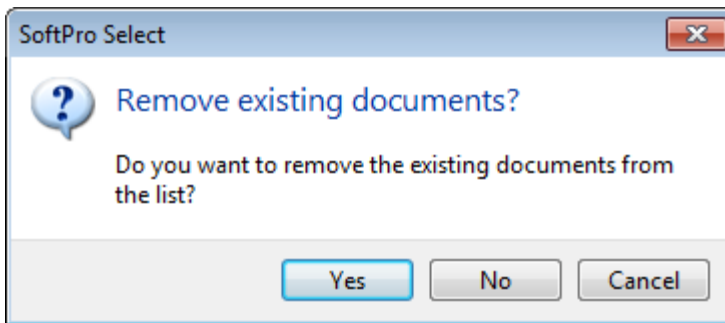 SoftPro Select
Remove existing documents?
Do you want to remove the existing documents from
the list?
Yes No Cancel